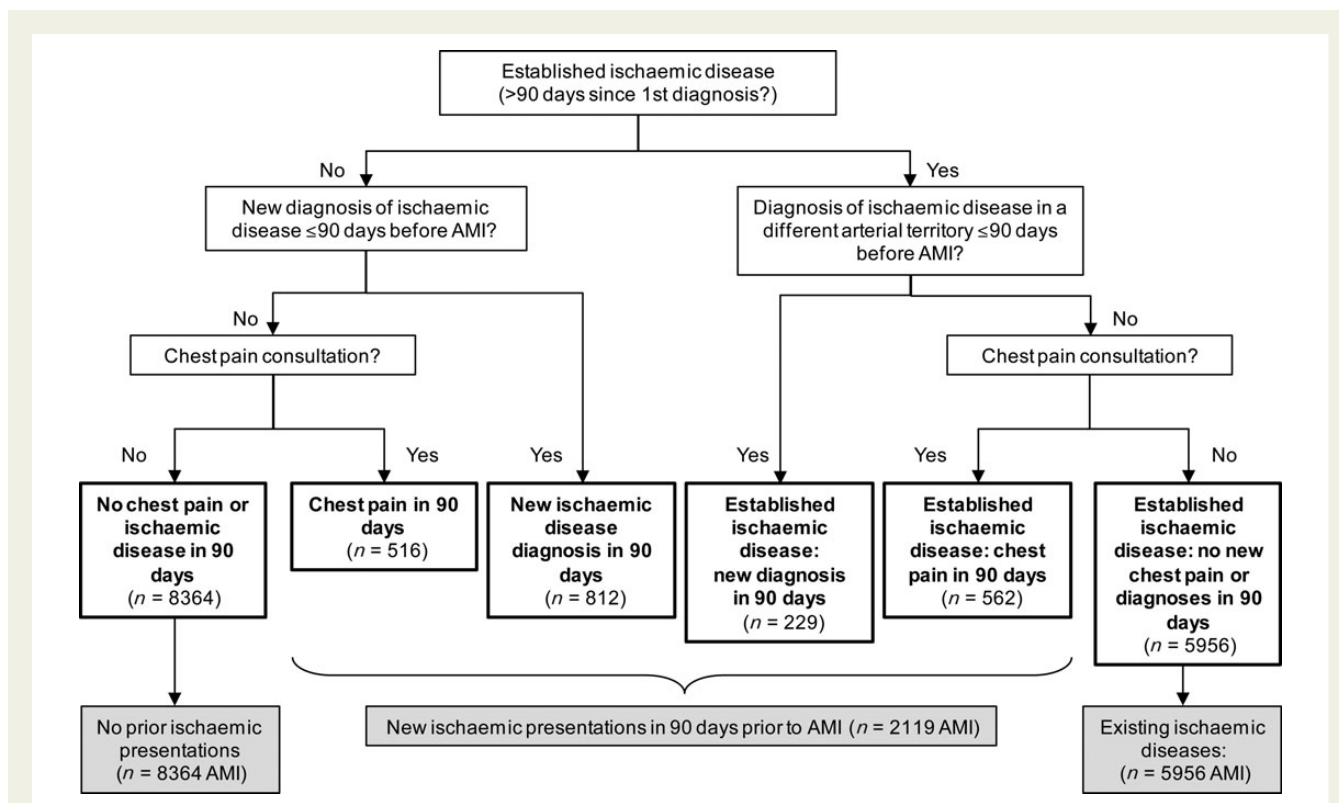 Established ischaemic disease
(>90 days since 1st diagnosis?)
No
Yes
New diagnosis of ischaemic
disease ≤90 days before AMI?
Diagnosis of ischaemic disease in a
different arterial territory ≤90 days
before AMI?
No
No
Chest pain consultation?
Chest pain consultation?
No
Yes
Yes
Yes
Yes
No
No chest pain or
ischaemic
disease in 90
days
(n = 8364)
Chest pain in 90
days
(n = 516)
New ischaemic
disease
diagnosis in 90
days
(n = 812)
Established
ischaemic
disease:
new diagnosis
in 90 days
(n = 229)
Established
ischaemic
disease: chest
pain in 90 days
(n = 562)
Established
ischaemic
disease: no new
chest pain or
diagnoses in 90
days
(n = 5956)
No prior ischaemic
presentations
(n = 8364 AMI)
New ischaemic presentations in 90 days prior to AMI (n = 2119 AMI)
Existing ischaemic
diseases:
(n = 5956 AMI)